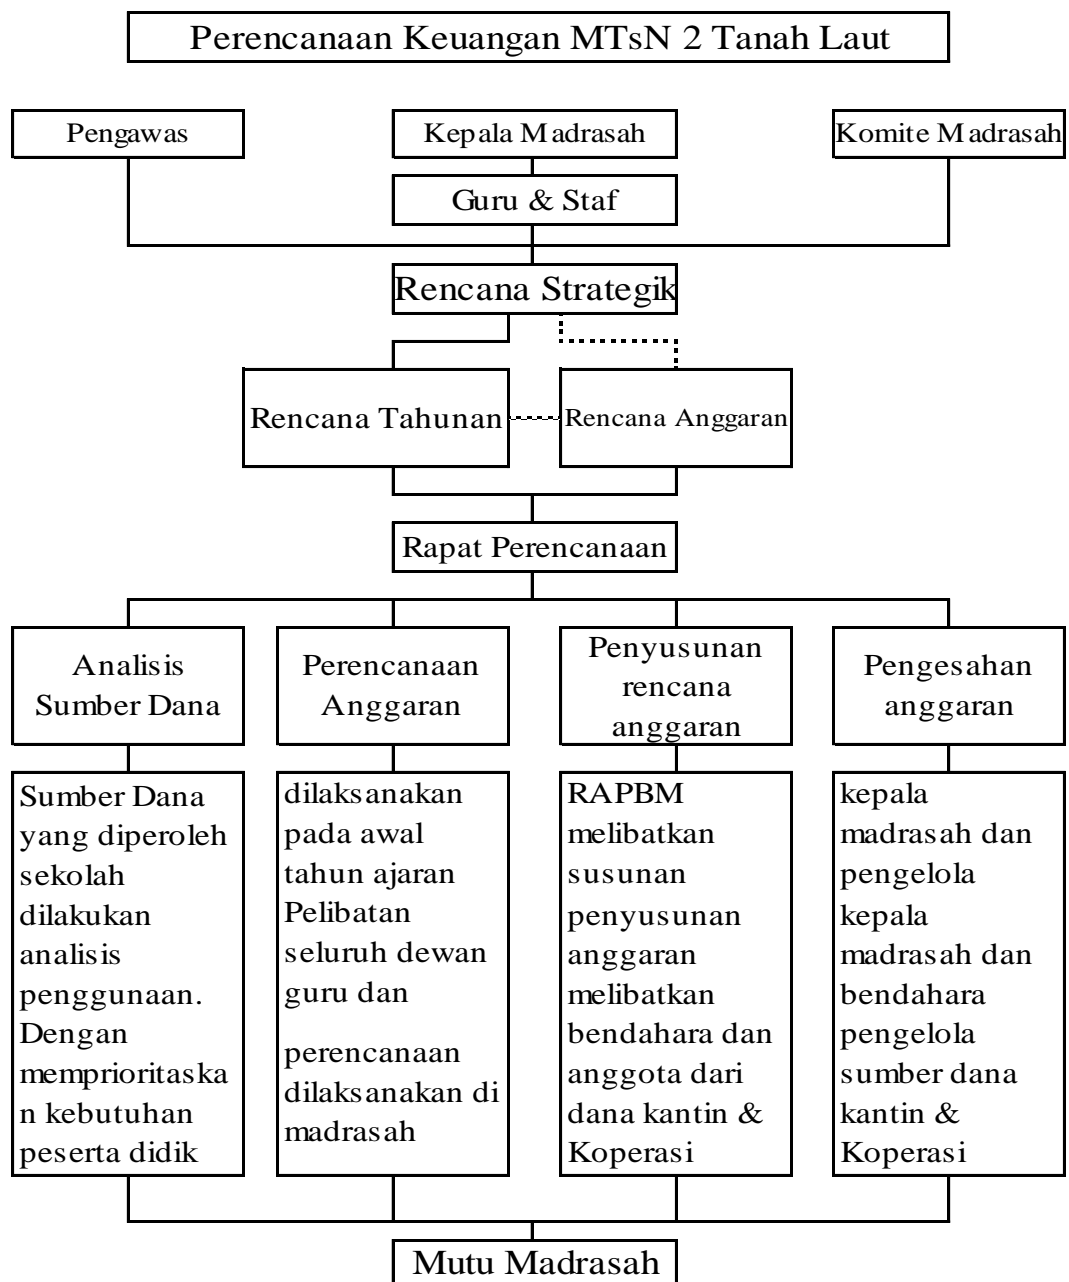 Perencanaan Keuangan MTsN 2 Tanah Laut
Pengawas
Kepala Madrasah
Komite Madrasah
Guru & Staf
Rencana Strategik
Rencana Tahunan
Rencana Anggaran
Rapat Perencanaan
Analisis
Sumber Dana
Perencanaan
Anggaran
Penyusunan
rencana
anggaran
Pengesahan
anggaran
Sumber Dana
yang diperoleh
sekolah
dilakukan
analisis
penggunaan.
Dengan
memprioritaska
n kebutuhan
peserta didik
dilaksanakan
pada awal
tahun ajaran
Pelibatan
seluruh dewan
guru dan
perencanaan
dilaksanakan di
madrasah
RAPBM
melibatkan
susunan
penyusunan
anggaran
melibatkan
bendahara dan
anggota dari
dana kantin &
Koperasi
kepala
madrasah dan
pengelola
kepala
madrasah dan
bendahara
pengelola
sumber dana
kantin &
Koperasi
Mutu Madrasah